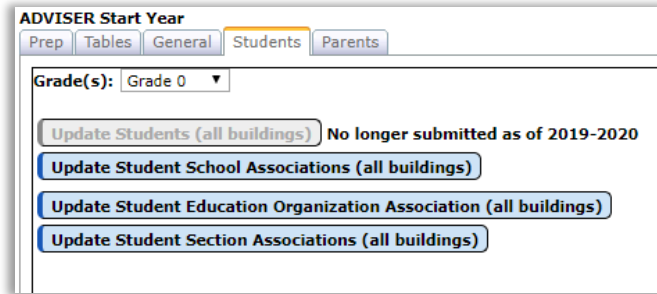 ADVISER Start Year
Prep Tables General Students Parents
Grade(s): Grade 0
Update Students (all buildings) No longer submitted as of 2019-2020
Update Student School Associations (all buildings)
Update Student Education Organization Association (all buildings)
Update Student Section Associations (all buildings)